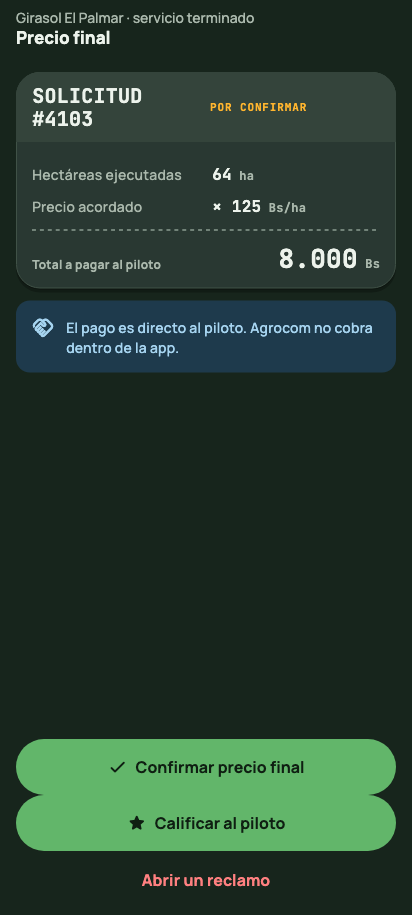 Girasol El Palmar · servicio terminado
Precio final
SOLICITUD
#4103
POR CONFIRMAR
Hectáreas ejecutadas 64 ha
Precio acordado × 125 Bs/ha
Total a pagar al piloto 8.000 Bs
El pago es directo al piloto. Agrocom no cobra
dentro de la app.
Confirmar precio final
Calificar al piloto
Abrir un reclamo